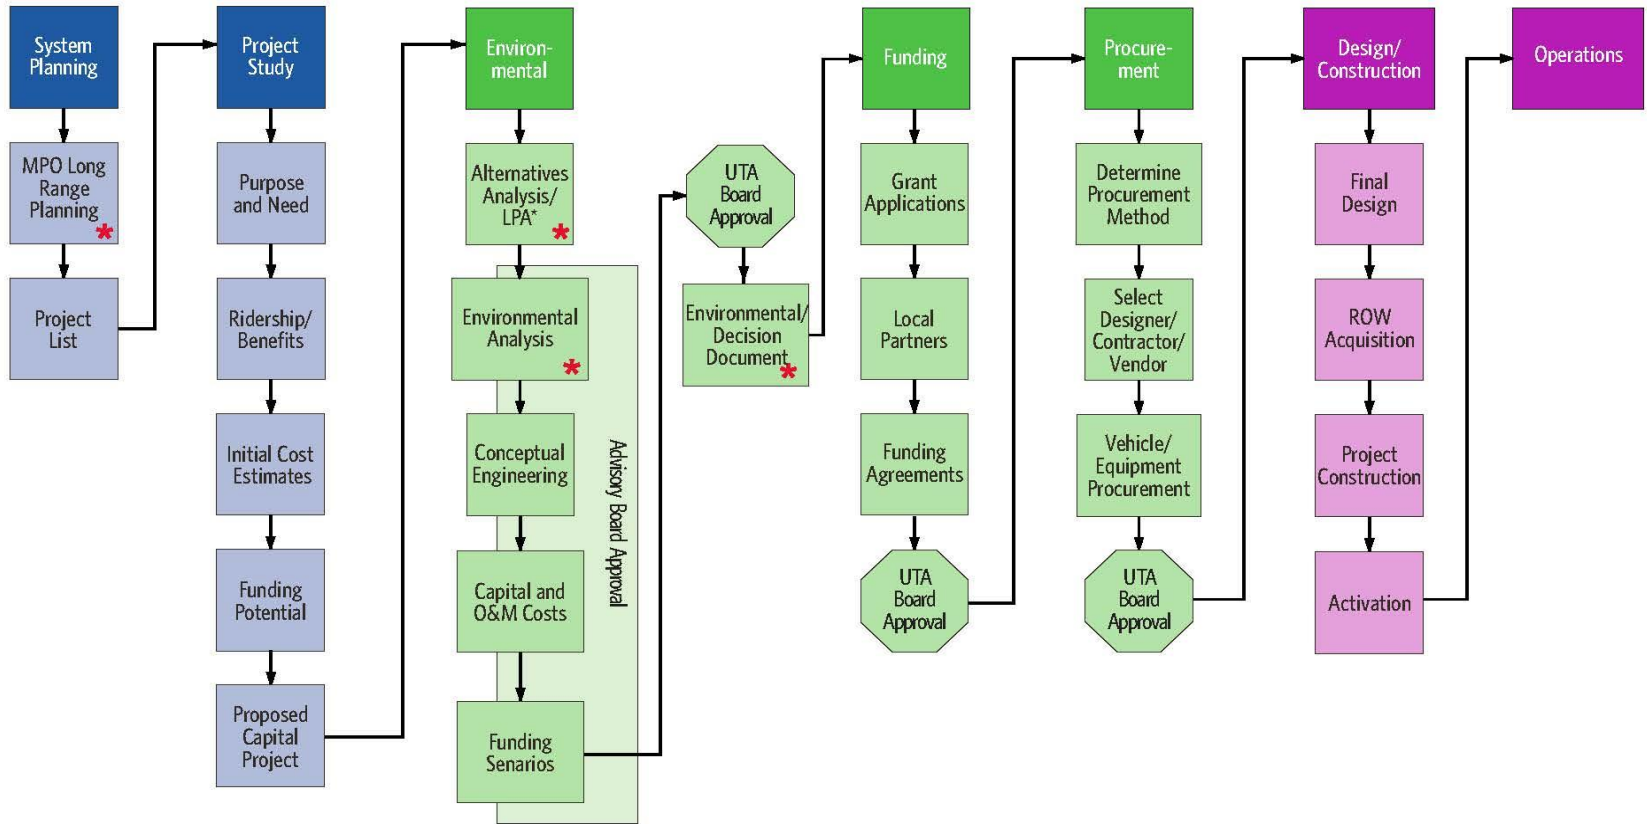 System
Planning
MPO Long
Range
Planning
*
Project
List
Project
Study
Purpose
and Need
Ridership/
Benefits
Initial Cost
Estimates
Funding
Potential
Proposed
Capital
Project
Environ-
mental
Alternatives
Analysis/
LPA*
*
Environmental
Analysis
*
Conceptual
Engineering
Capital and
O&M Costs
Funding
Senarios
Advisory Board Approval
UTA
Board
Approval
Environmental/
Decision
Document
*
Funding
Grant
Applications
Local
Partners
Funding
Agreements
UTA
Board
Approval
Procure-
ment
Determine
Procurement
Method
Select
Designer/
Contractor/
Vendor
Vehicle/
Equipment
Procurement
UTA
Board
Approval
Design/
Construction
Final
Design
ROW
Acquisition
Project
Construction
Activation
Operations